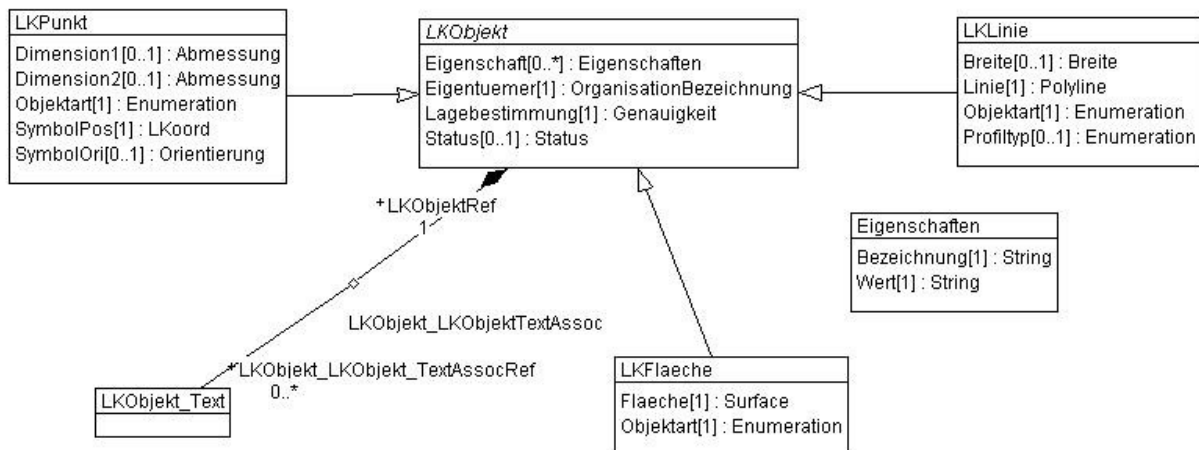 LKPunkt
Dimension1[0..1] : Abmessung
Dimension2[0..1] : Abmessung
Objektart[1] : Enumeration
SymbolPos[1] : LKoord
SymbolOri[0..1] : Orientierung
LKObjekt
Eigenschaft[0..*] : Eigenschaften
Eigentuemer[1] : OrganisationBezeichnung
Lagebestimmung[1] : Genauigkeit
Status[0..1] : Status
LKLinie
Breite[0..1] : Breite
Linie[1] : Polyline
Objektart[1] : Enumeration
Profiltyp[0..1] : Enumeration
+LKObjektRef
1
Eigenschaften
Bezeichnung[1] : String
Wert[1] : String
LKObjekt_LKObjektTextAssoc
+LKObjekt_LKObjekt_TextAssocRef
0..*
LKObjekt_Text
LKFlaeche
Flaeche[1] : Surface
Objektart[1] : Enumeration